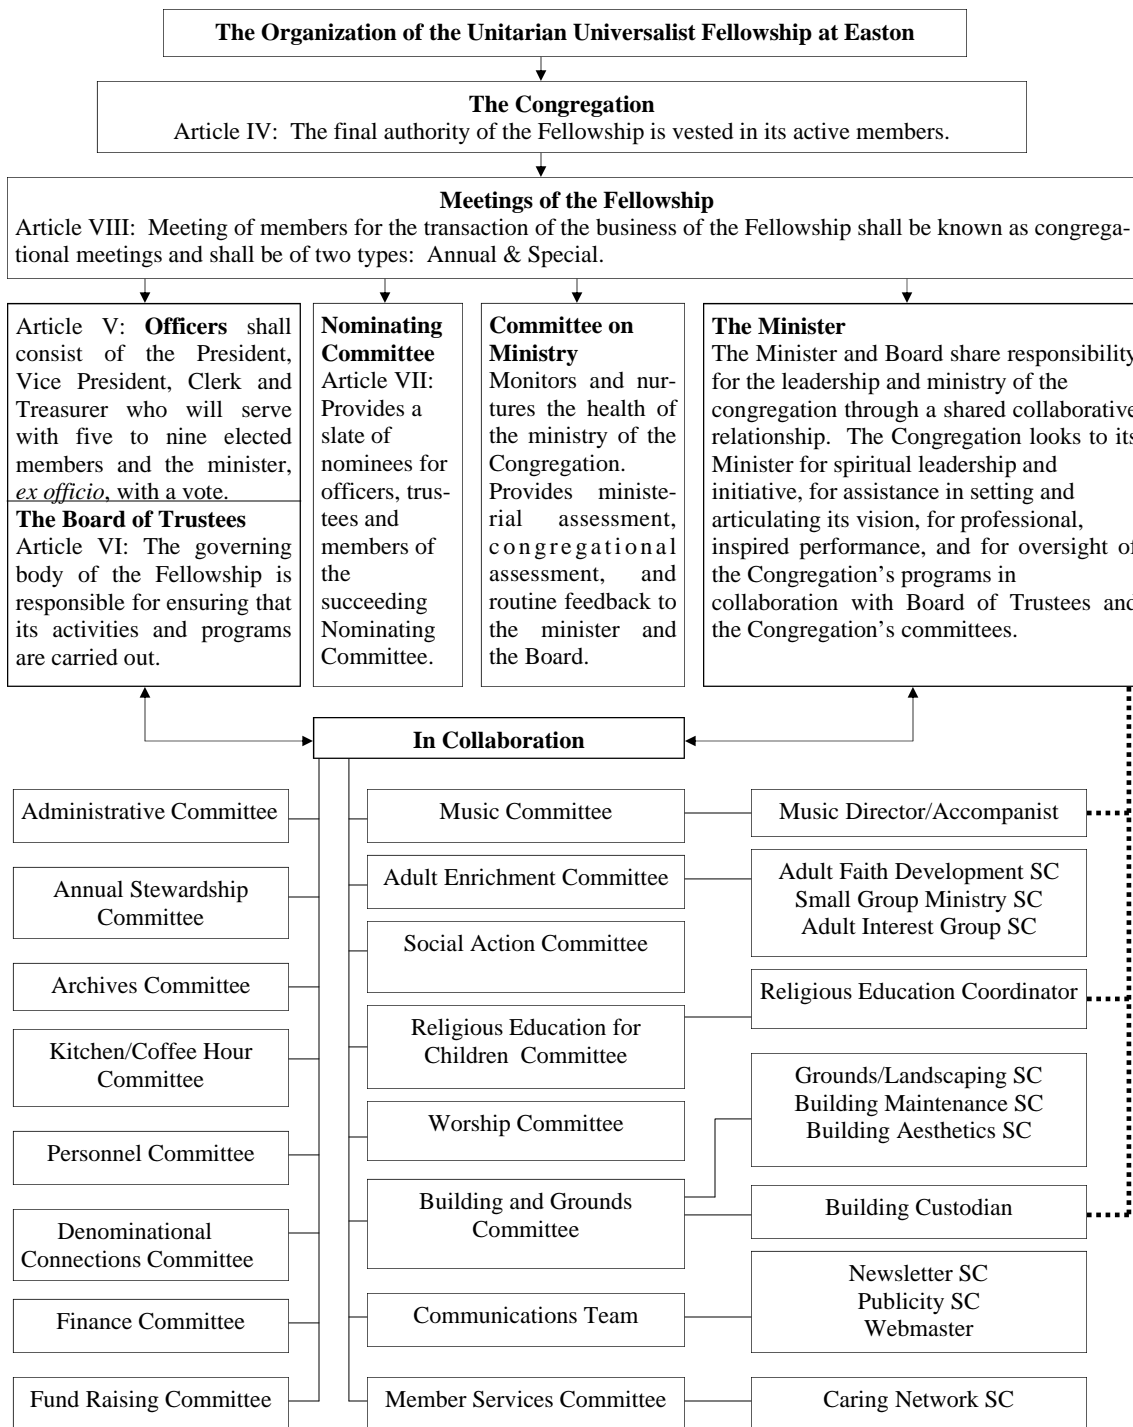 The Organization of the Unitarian Universalist Fellowship at Easton
The Congregation
Article IV: The final authority of the Fellowship is vested in its active members.
Meetings of the Fellowship
Article VIII: Meeting of members for the transaction of the business of the Fellowship shall be known as congrega-
tional meetings and shall be of two types: Annual & Special.
Article V: Officers shall
consist of the President,
Vice President, Clerk and
Treasurer who will serve
with five to nine elected
members and the minister,
ex officio, with a vote.
The Board of Trustees
Article VI: The governing
body of the Fellowship is
responsible for ensuring that
its activities and programs
are carried out.
Nominating
Committee
Article VII:
Provides a
slate of
nominees for
officers, trus-
tees and
members of
the
succeeding
Nominating
Committee.
Committee on
Ministry
Monitors and nur-
tures the health of
the ministry of the
Congregation.
Provides ministe-
rial assessment,
congregational
assessment, and
routine feedback to
the minister and
the Board.
The Minister
The Minister and Board share responsibility
for the leadership and ministry of the
congregation through a shared collaborative
relationship. The Congregation looks to its
Minister for spiritual leadership and
initiative, for assistance in setting and
articulating its vision, for professional,
inspired performance, and for oversight of
the Congregation's programs in
collaboration with Board of Trustees and
the Congregation's committees.
In Collaboration
Administrative Committee
Annual Stewardship
Committee
Archives Committee
Kitchen/Coffee Hour
Committee
Personnel Committee
Denominational
Connections Committee
Finance Committee
Fund Raising Committee
Music Committee
Adult Enrichment Committee
Social Action Committee
Religious Education for
Children Committee
Worship Committee
Building and Grounds
Committee
Communications Team
Member Services Committee
Music Director/Accompanist
Adult Faith Development SC
Small Group Ministry SC
Adult Interest Group SC
Religious Education Coordinator
Grounds/Landscaping SC
Building Maintenance SC
Building Aesthetics SC
Building Custodian
Newsletter SC
Publicity SC
Webmaster
Caring Network SC